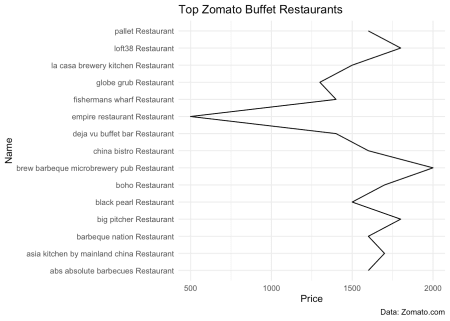 Top Zomato Buffet Restaurants
pallet Restaurant
loft38 Restaurant
la casa brewery kitchen Restaurant
globe grub Restaurant
fishermans wharf Restaurant
empire restaurant Restaurant
deja vu buffet bar Restaurant
china bistro Restaurant
brew barbeque microbrewery pub Restaurant
boho Restaurant
black pearl Restaurant
big pitcher Restaurant
barbeque nation Restaurant
asia kitchen by mainland china Restaurant
abs absolute barbecues Restaurant
Name
500 1000 1500 2000
Price
Data: Zomato.com